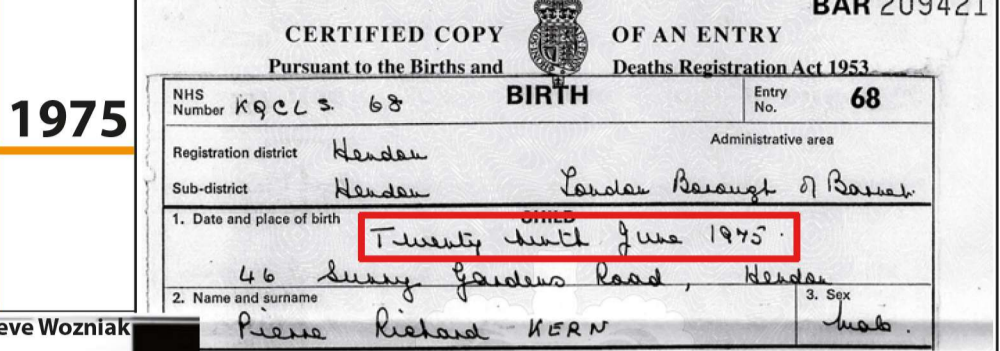 BAR 209421
CERTIFIED COPY OF AN ENTRY
Pursuant to the Births and Deaths Registration Act 1953
1975
NHS Number KQCL S 68
BIRTH
Entry No. 68
Administrative area
Registration district Hendon
Sub-district Hendon London Borough of Barnet
CHILD
1. Date and place of birth Twenty ninth June 1975.
46 Sunny Gardens Road, Hendon
2. Name and surname
3. Sex
Pierre Richard KERN
Male.
eve Wozniak